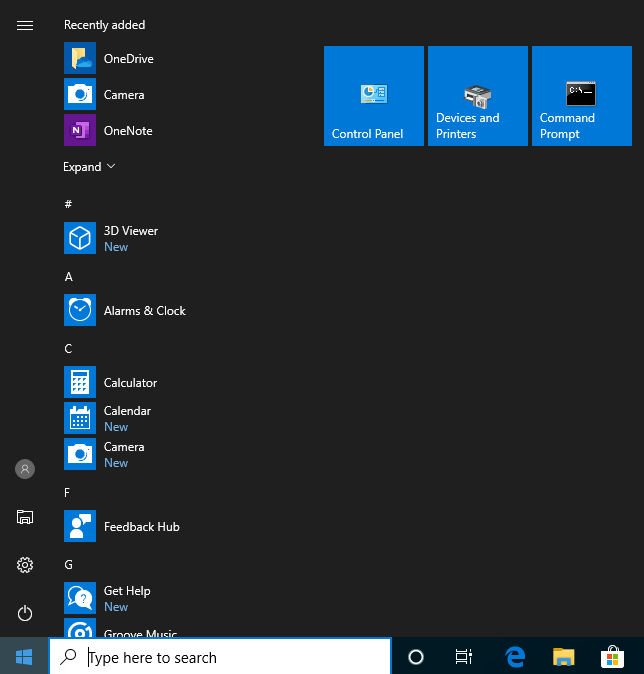 Recently added
OneDrive
Camera
OneNote
Expand
#
3D Viewer
New
A
Alarms & Clock
C
Calculator
Calendar
New
Camera
New
F
Feedback Hub
G
Get Help
New
Groove Music
Control Panel
Devices and
Printers
C:\
Command
Prompt
Type here to search